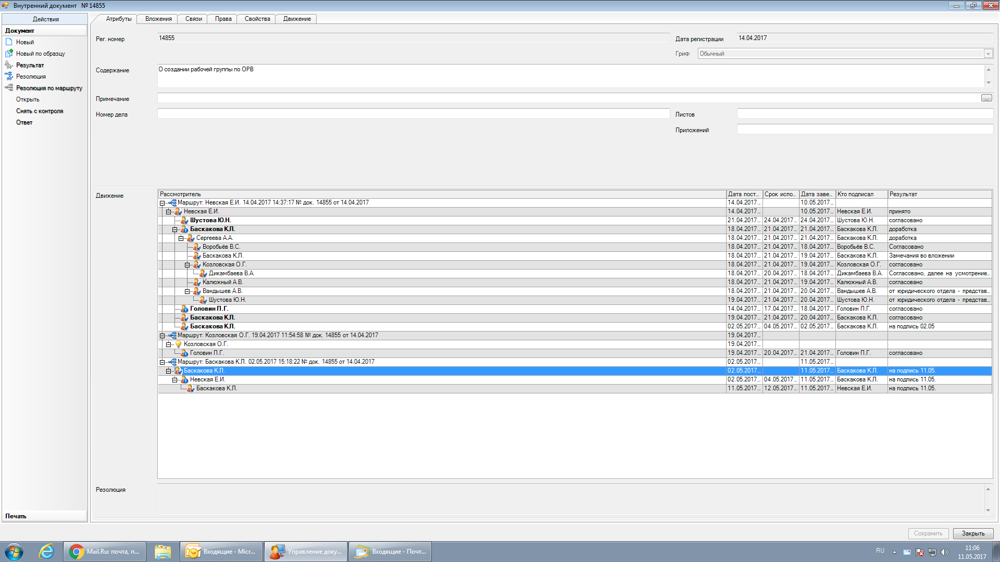 Внутренний документ № 14855
Действия
Документ
Новый
Новый по образцу
Результат
Резолюция
Резолюция по маршруту
Открыть
Снять с контроля
Ответ
Печать
Атрибуты Вложения Связи Права Свойства Движение
Рег. номер 14855 Дата регистрации 14.04.2017
Гриф Обычный
Содержание О создании рабочей группы по ОРВ
Примечание ...
Номер дела Листов
Приложений
Движение
Рассмотритель Дата пост... Срок испо... Дата заве... Кто подписал Результат
Маршрут: Невская Е.И. 14.04.2017 14:37:17 № док. 14855 от 14.04.2017 14.04.2017... 10.05.2017...
Невская Е.И. 14.04.2017... 10.05.2017... Невская Е.И. принято
Шустова Ю.Н. 21.04.2017... 24.04.2017... 24.04.2017... Шустова Ю.Н. согласовано
Баскакова К.Л. 18.04.2017... 21.04.2017... 21.04.2017... Баскакова К.Л. доработка
Сергеева А.А. 18.04.2017... 21.04.2017... 21.04.2017... Баскакова К.Л. доработка
Воробьёв В.С. 18.04.2017... 21.04.2017... 18.04.2017... Воробьёв В.С. Согласовано
Баскакова К.Л. 18.04.2017... 21.04.2017... 19.04.2017... Баскакова К.Л. Замечания во вложении
Козловская О.Г. 18.04.2017... 21.04.2017... 19.04.2017... Козловская О.Г. согласовано
Дикамбаева В.А. 18.04.2017... 20.04.2017... 18.04.2017... Дикамбаева В.А. Согласовано, далее на усмотрение...
Калюжный А.В. 18.04.2017... 21.04.2017... 19.04.2017... Калюжный А.В. согласовано
Вандышев А.В. 18.04.2017... 21.04.2017... 20.04.2017... Вандышев А.В. от юридического отдела - представ...
Шустова Ю.Н. 19.04.2017... 21.04.2017... 20.04.2017... Шустова Ю.Н. от юридического отдела - представ...
Головин П.Г. 14.04.2017... 17.04.2017... 18.04.2017... Головин П.Г. согласовано
Баскакова К.Л. 19.04.2017... 21.04.2017... 20.04.2017... Баскакова К.Л. согласовано
Баскакова К.Л. 02.05.2017... 04.05.2017... 02.05.2017... Баскакова К.Л. на подпись 02.05
Маршрут: Козловская О.Г. 19.04.2017 11:54:58 № док. 14855 от 14.04.2017 19.04.2017...
Козловская О.Г. 19.04.2017...
Головин П.Г. 19.04.2017... 20.04.2017... 21.04.2017... Головин П.Г. согласовано
Маршрут: Баскакова К.Л. 02.05.2017 15:18:22 № док. 14855 от 14.04.2017 02.05.2017... 11.05.2017...
Баскакова К.Л. 02.05.2017... 11.05.2017... Баскакова К.Л. на подпись 11.05.
Невская Е.И. 02.05.2017... 04.05.2017... 11.05.2017... Баскакова К.Л. на подпись 11.05.
Баскакова К.Л. 11.05.2017... 12.05.2017... 11.05.2017... Невская Е.И. на подпись 11.05.
Резолюция
Сохранить Закрыть
Mail.Ru: почта, п... Входящие - Micr... Управление доку... Входящие - Почт... RU 11:06
11.05.2017